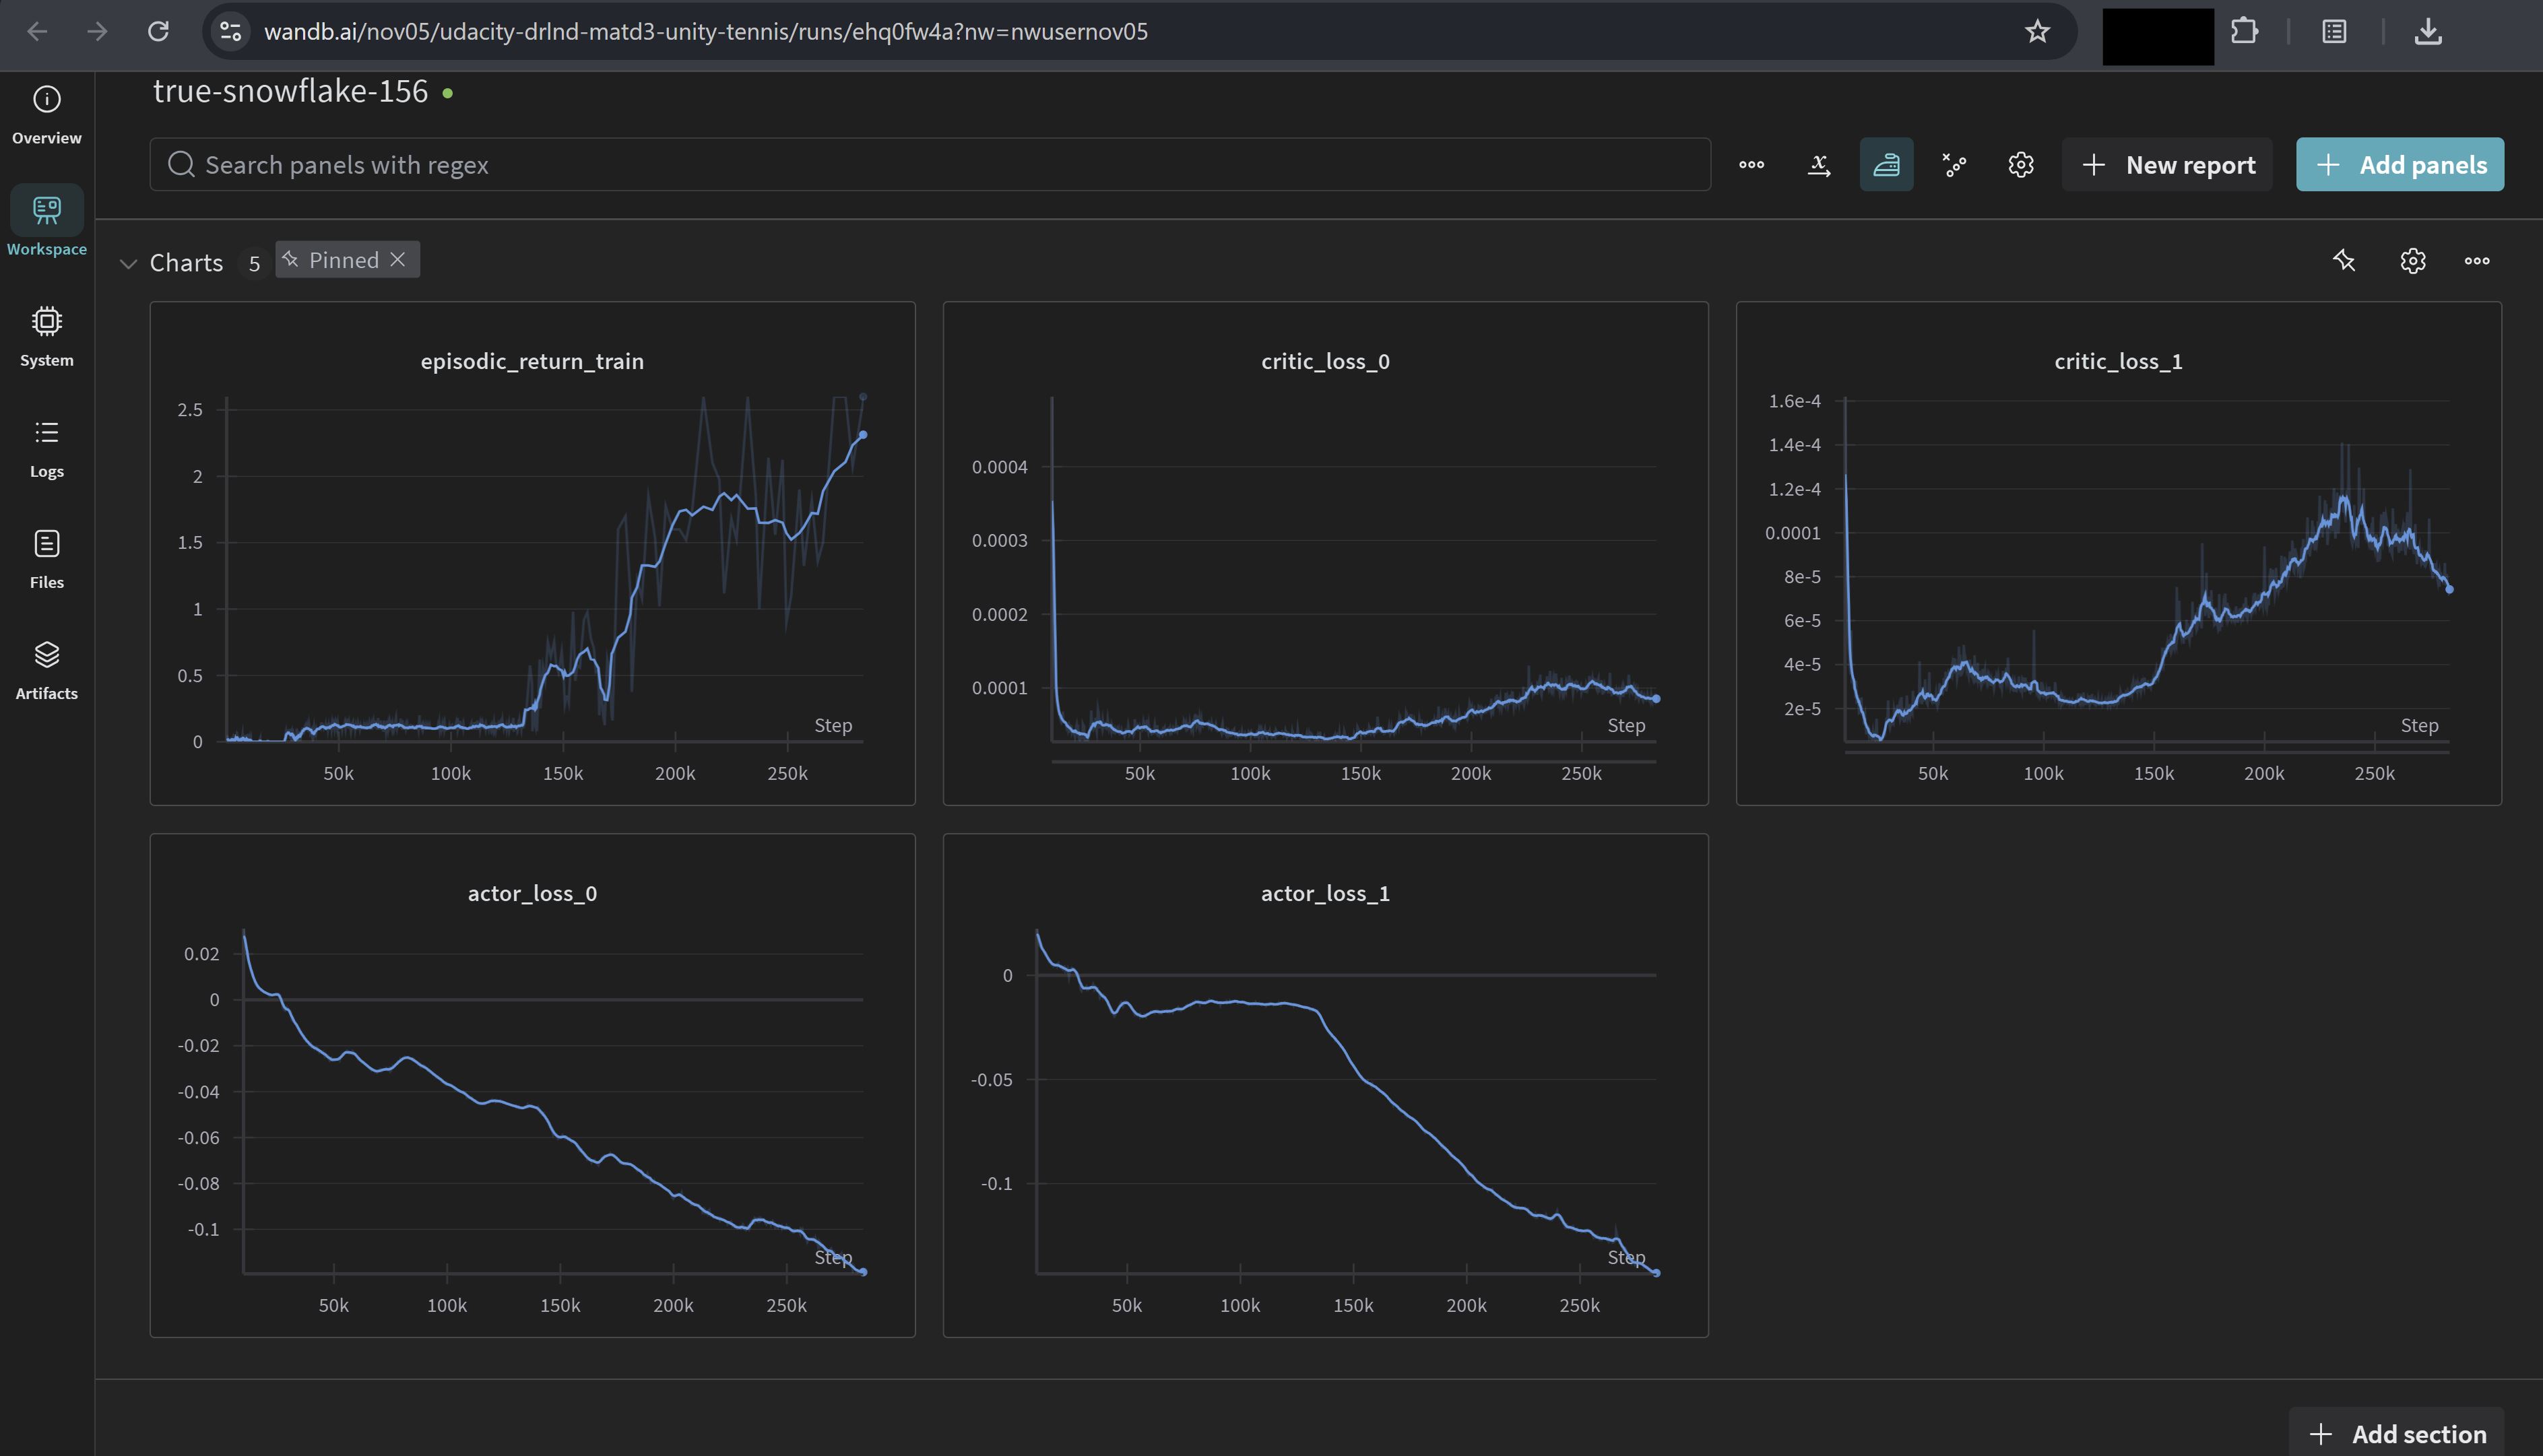 wandb.ai/nov05/udacity-drlnd-matd3-unity-tennis/runs/ehq0fw4a?nw=nwusernov05
true-snowflake-156
Overview
Workspace
System
Logs
Files
Artifacts
Search panels with regex
New report
Add panels
Charts 5 Pinned
episodic_return_train
2.5
2
1.5
1
0.5
0
Step
50k 100k 150k 200k 250k
critic_loss_0
0.0004
0.0003
0.0002
0.0001
Step
50k 100k 150k 200k 250k
critic_loss_1
1.6e-4
1.4e-4
1.2e-4
0.0001
8e-5
6e-5
4e-5
2e-5
Step
50k 100k 150k 200k 250k
actor_loss_0
0.02
0
-0.02
-0.04
-0.06
-0.08
-0.1
Step
50k 100k 150k 200k 250k
actor_loss_1
0
-0.05
-0.1
Step
50k 100k 150k 200k 250k
Add section